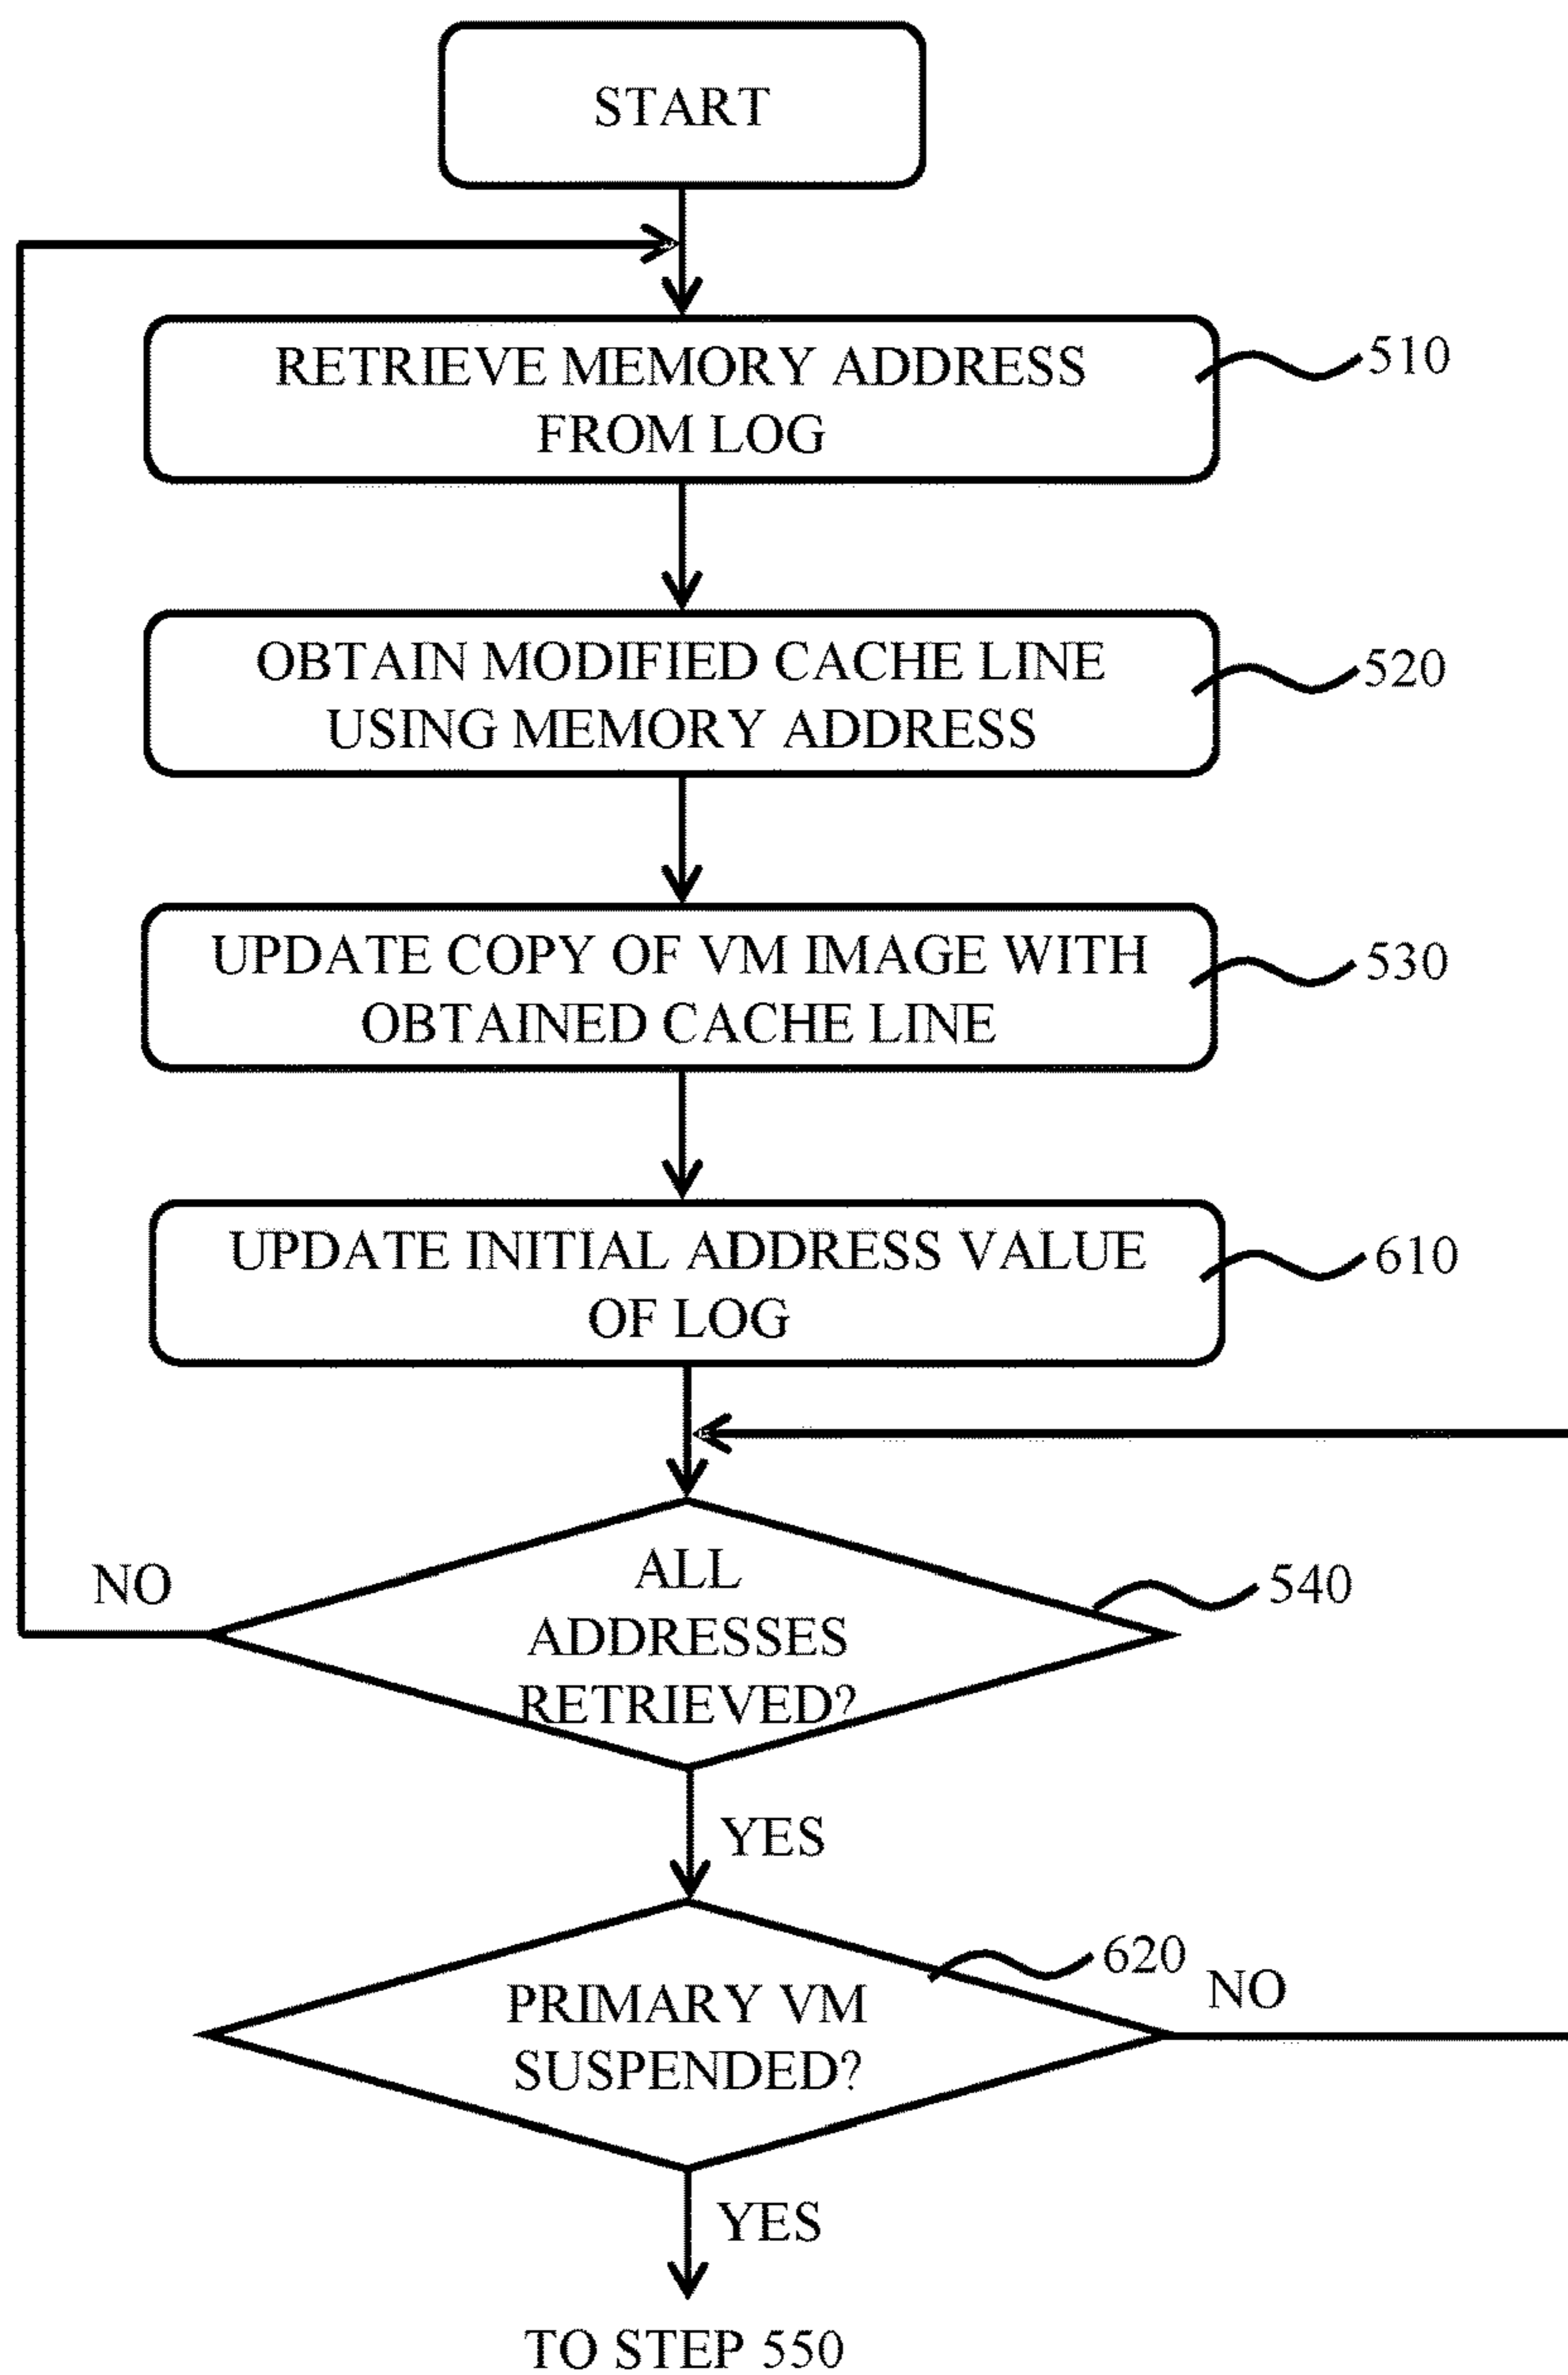 START
RETRIEVE MEMORY ADDRESS
FROM LOG
510
OBTAIN MODIFIED CACHE LINE
USING MEMORY ADDRESS
520
UPDATE COPY OF VM IMAGE WITH
OBTAINED CACHE LINE
530
UPDATE INITIAL ADDRESS VALUE
OF LOG
610
NO
ALL
ADDRESSES
RETRIEVED?
540
YES
620
NO
PRIMARY VM
SUSPENDED?
YES
TO STEP 550